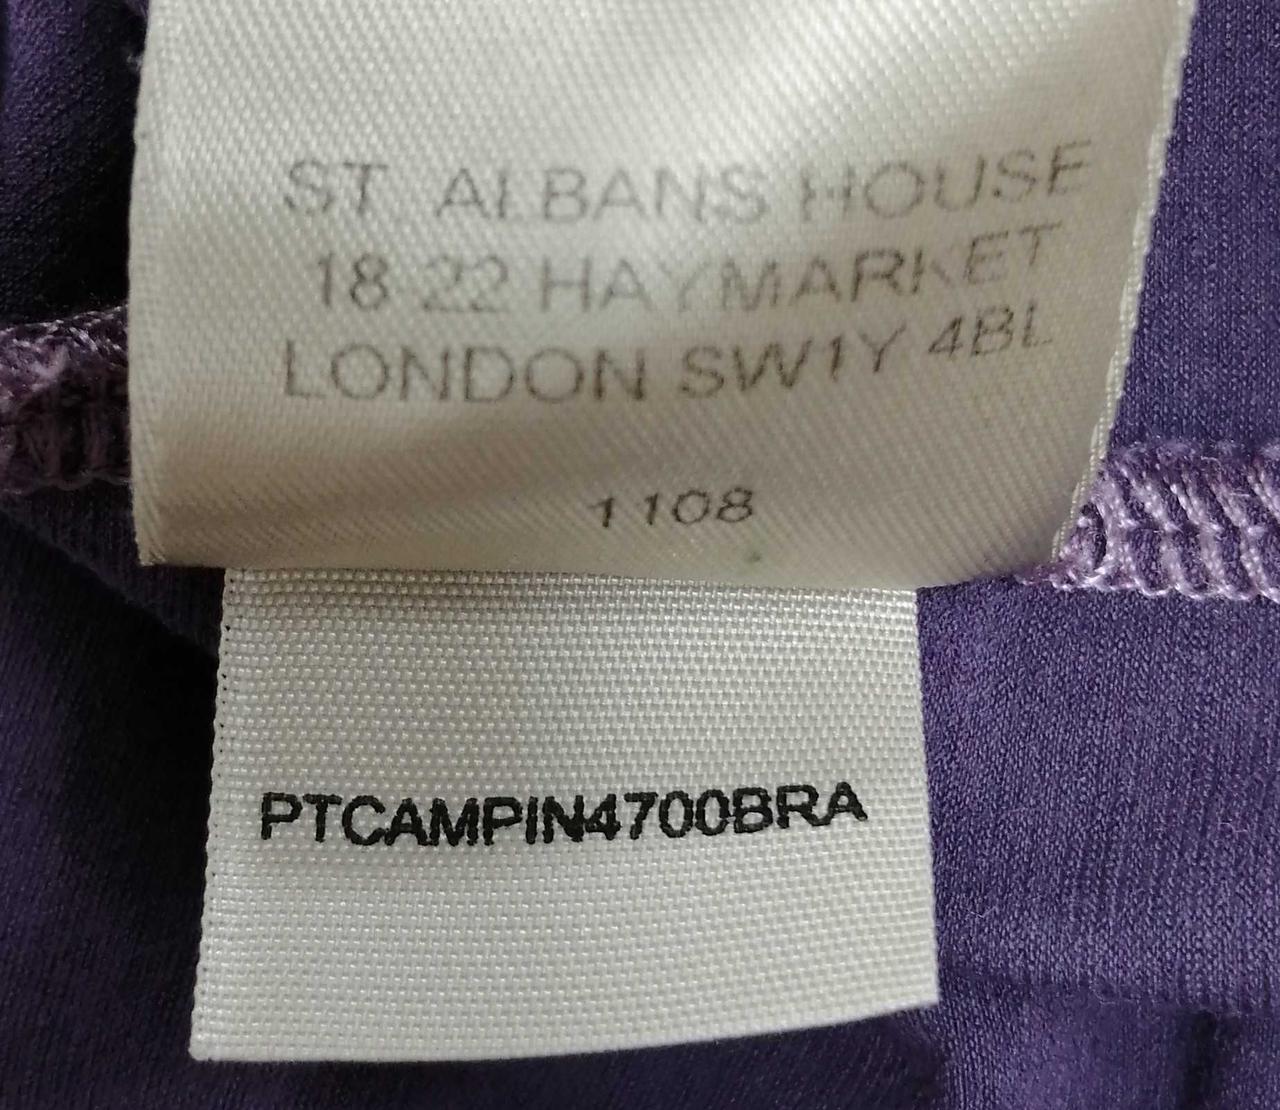 ST ALBANS HOUSE
18 22 HAYMARKET
LONDON SW1Y 4BL
1108
PTCAMPIN4700BRA